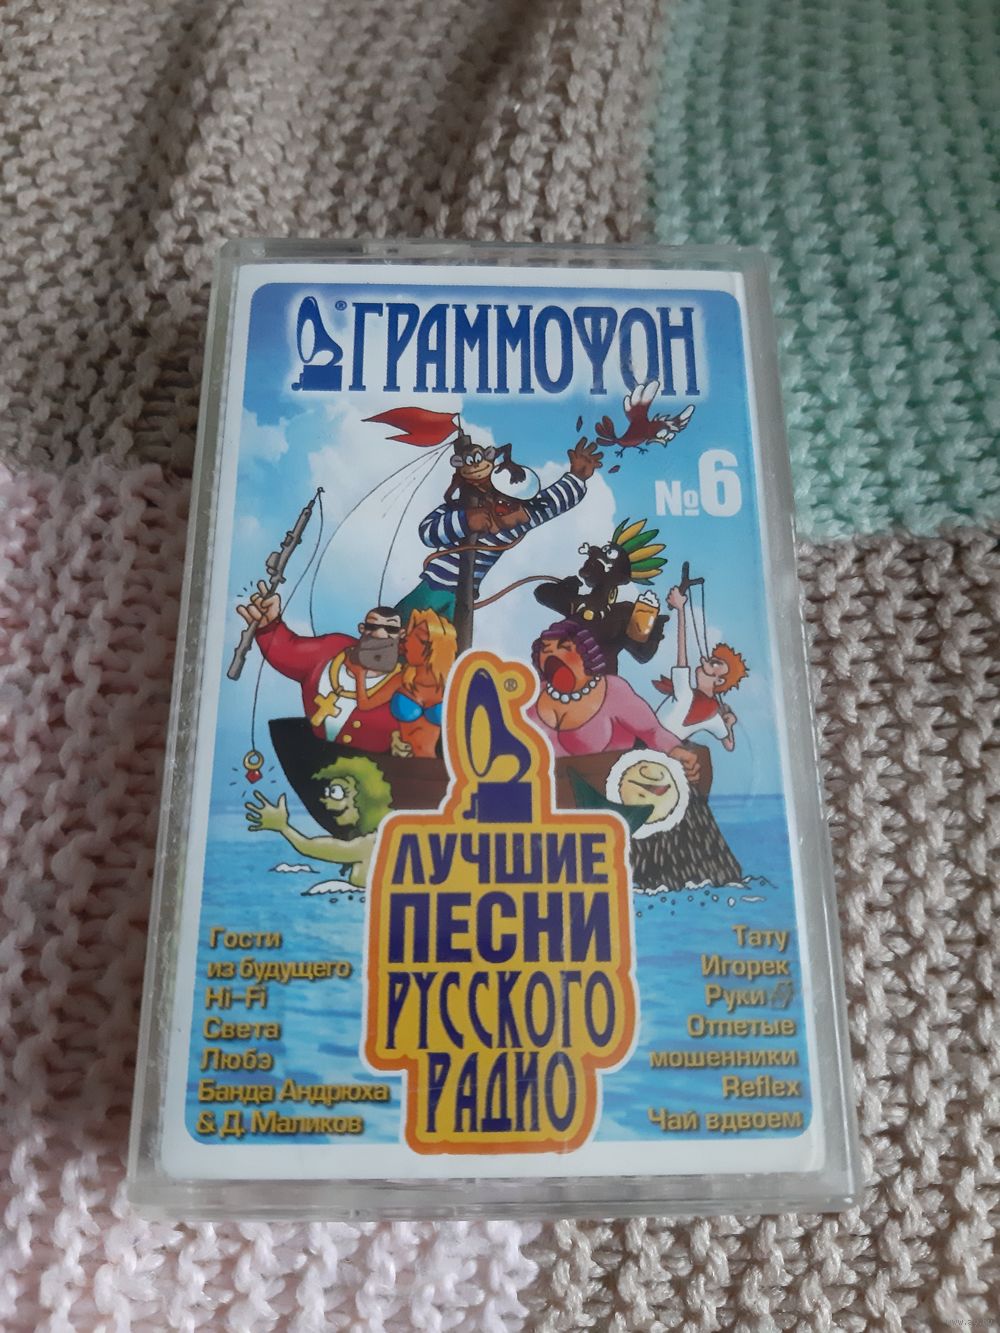 ®ГРАММОФОН
№6
®
ЛУЧШИЕ
ПЕСНИ
РУССКОГО
РАДИО
Гости
из будущего
Hi-Fi
Света
Любэ
Банда Андрюха
& Д. Маликов
Тату
Игорек
Руки
Отпетые
мошенники
Reflex
Чай вдвоем